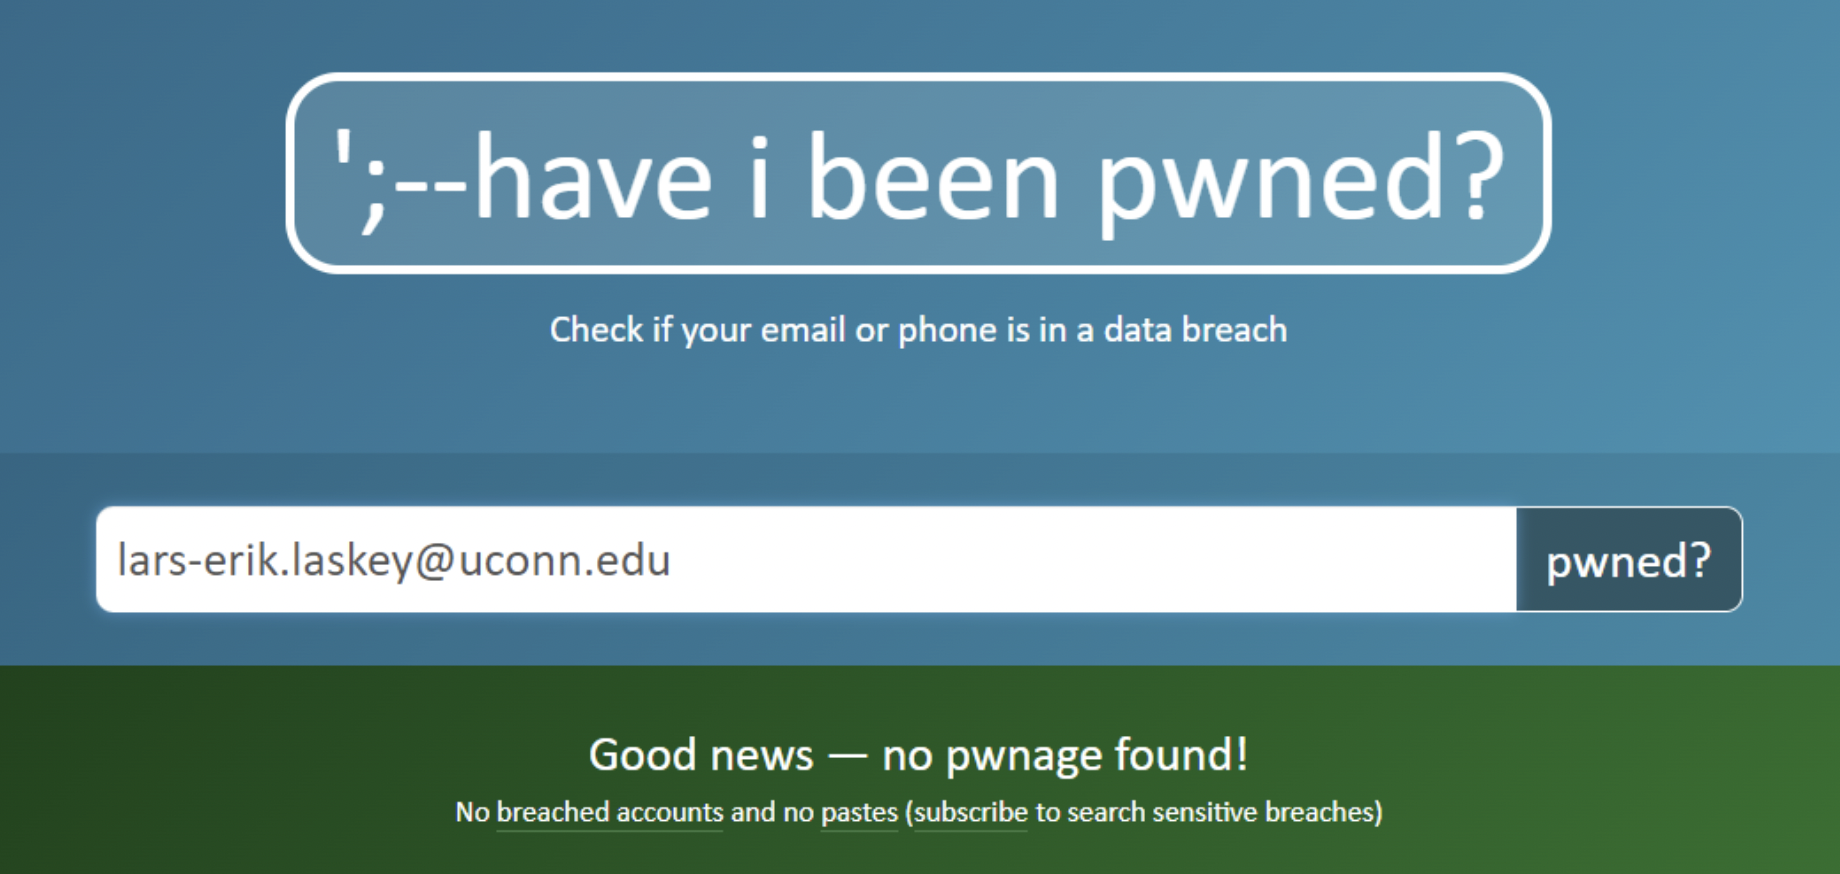 ';--have i been pwned?
Check if your email or phone is in a data breach
lars-erik.laskey@uconn.edu
pwned?
Good news — no pwnage found!
No breached accounts and no pastes (subscribe to search sensitive breaches)